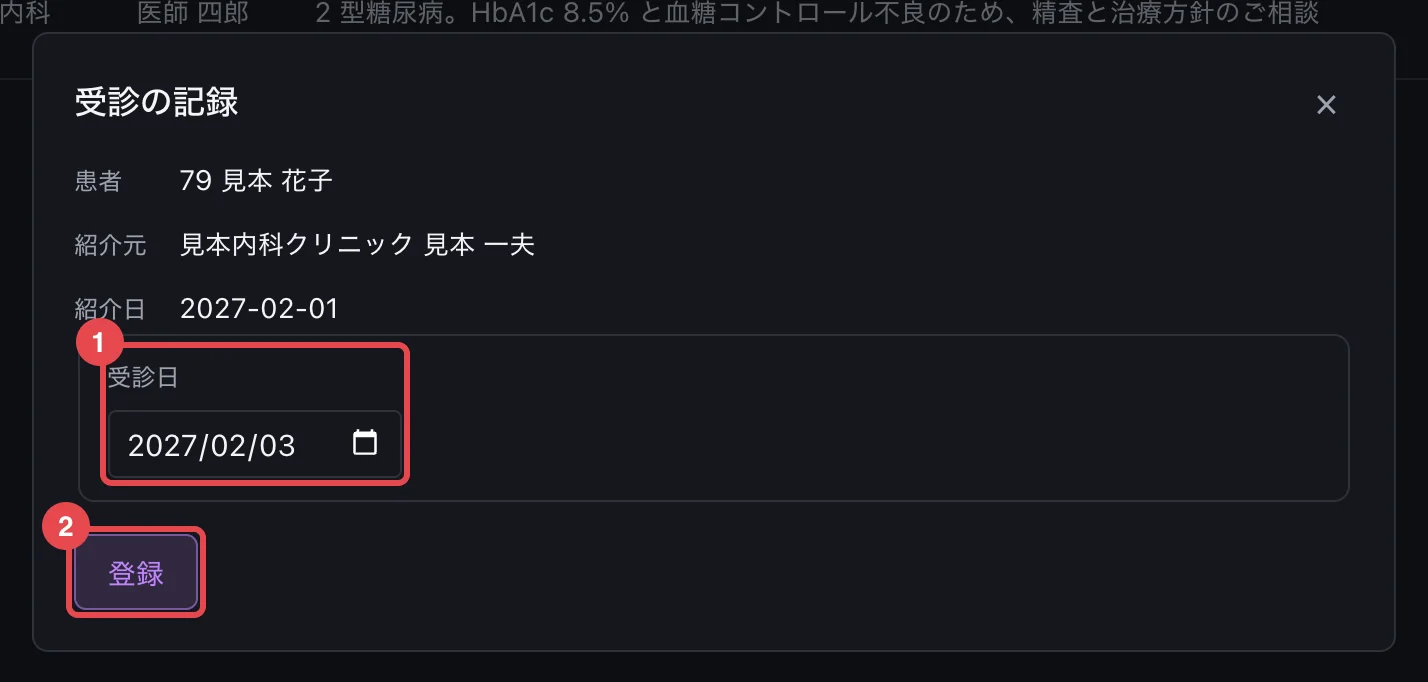 内科 医師 四郎 2 型糖尿病。HbA1c 8.5% と血糖コントロール不良のため、精査と治療方針のご相談
受診の記録
患者 79 見本 花子
紹介元 見本内科クリニック 見本 一夫
紹介日 2027-02-01
1
受診日
2027/02/03
2
登録